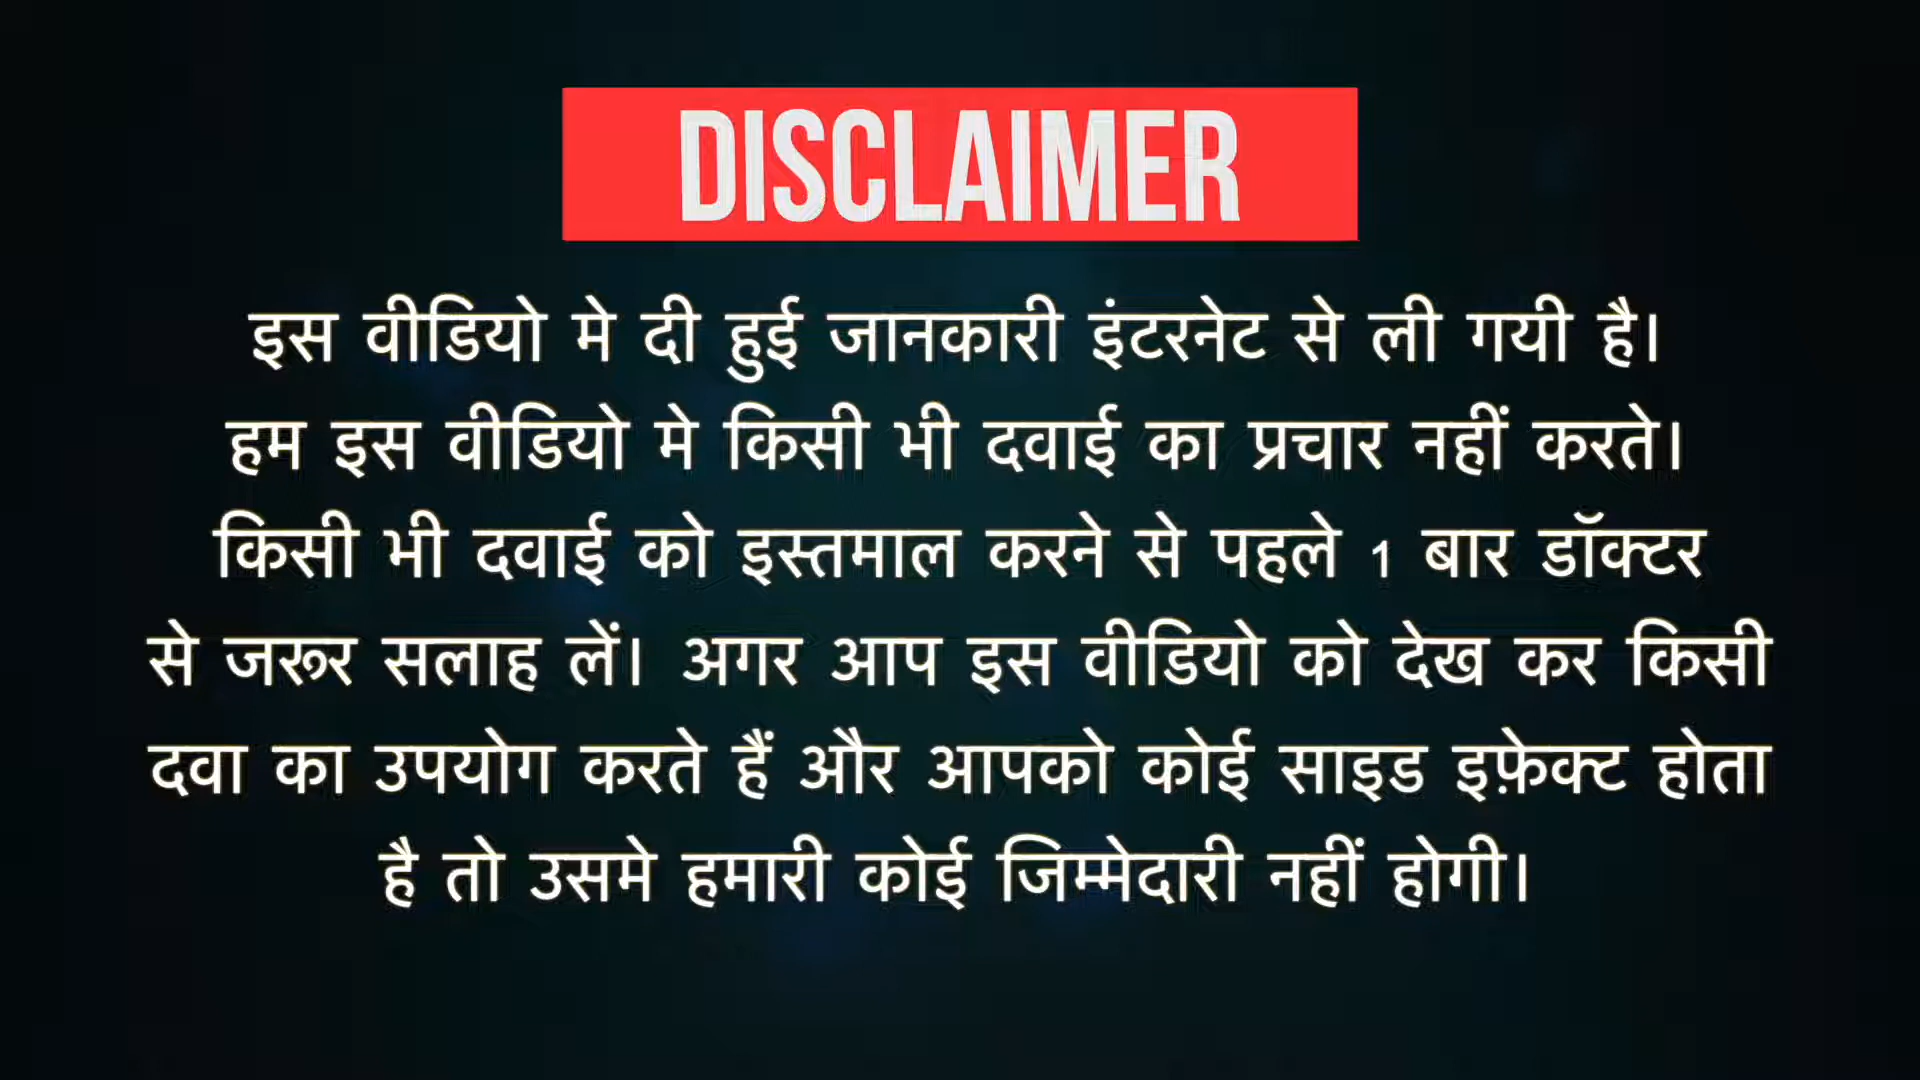 DISCLAIMER
इस वीडियो मे दी हुई जानकारी इंटरनेट से ली गयी है।
हम इस वीडियो मे किसी भी दवाई का प्रचार नहीं करते।
किसी भी दवाई को इस्तमाल करने से पहले 1 बार डॉक्टर
से जरूर सलाह लें। अगर आप इस वीडियो को देख कर किसी
दवा का उपयोग करते हैं और आपको कोई साइड इफ़ेक्ट होता
है तो उसमे हमारी कोई जिम्मेदारी नहीं होगी।